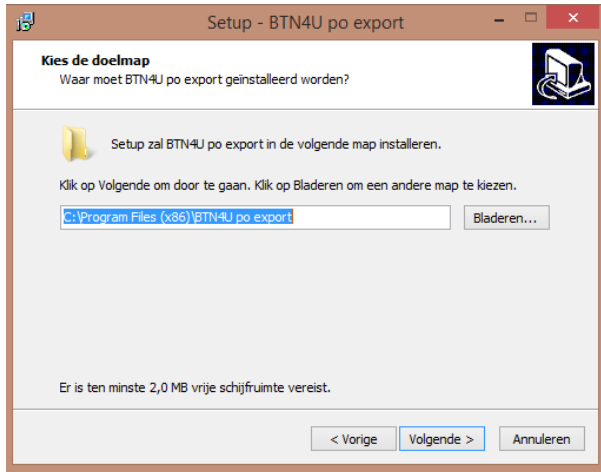 Setup - BTN4U po export
Kies de doelmap
Waar moet BTN4U po export geïnstalleerd worden?
Setup zal BTN4U po export in de volgende map installeren.
Klik op Volgende om door te gaan. Klik op Bladeren om een andere map te kiezen.
C:\Program Files (x86)\BTN4U po export
Bladeren...
Er is ten minste 2,0 MB vrije schijfruimte vereist.
< Vorige
Volgende >
Annuleren